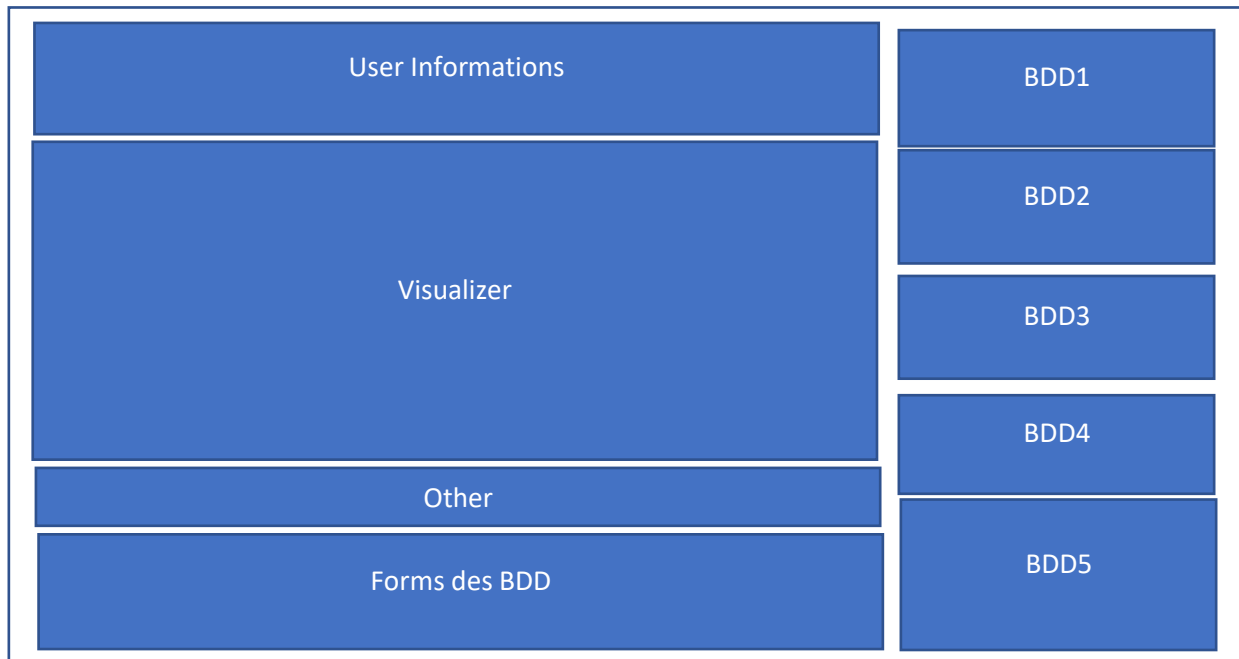 User Informations
Visualizer
Other
Forms des BDD
BDD1
BDD2
BDD3
BDD4
BDD5